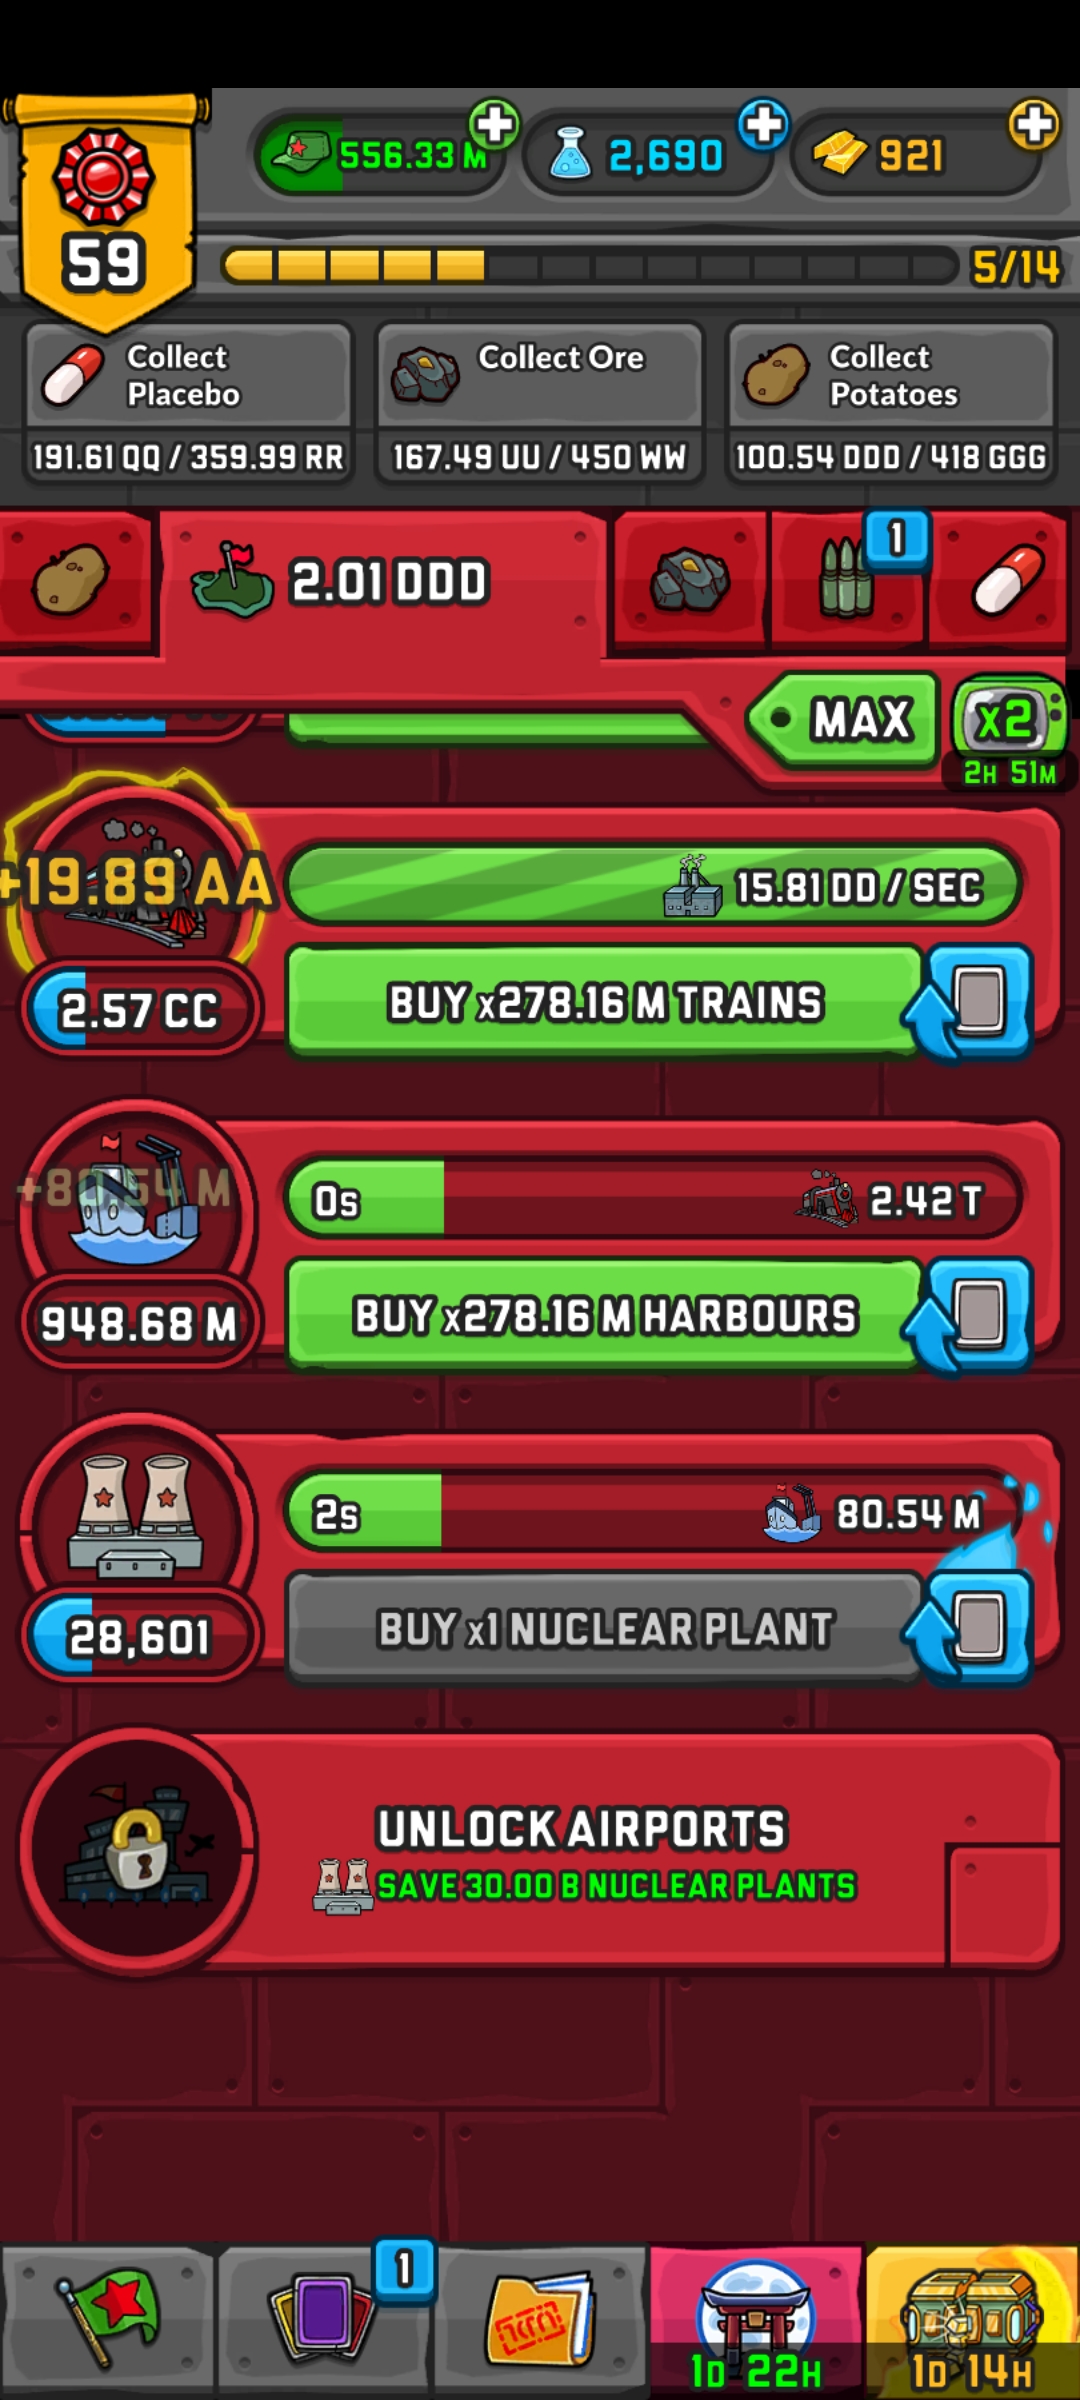 556.33 M
2,690
921
59
5/14
Collect Placebo
191.61 QQ / 359.99 RR
Collect Ore
167.49 UU / 450 WW
Collect Potatoes
100.54 DDD / 418 GGG
2.01 DDD
1
MAX
x2
2H 51M
+19.89 AA
15.81 DD / SEC
2.57 CC
BUY x278.16 M TRAINS
+80.54 M
0s
2.42 T
948.68 M
BUY x278.16 M HARBOURS
2s
80.54 M
28,601
BUY x1 NUCLEAR PLANT
UNLOCK AIRPORTS
SAVE 30.00 B NUCLEAR PLANTS
1
1D 22H
1D 14H